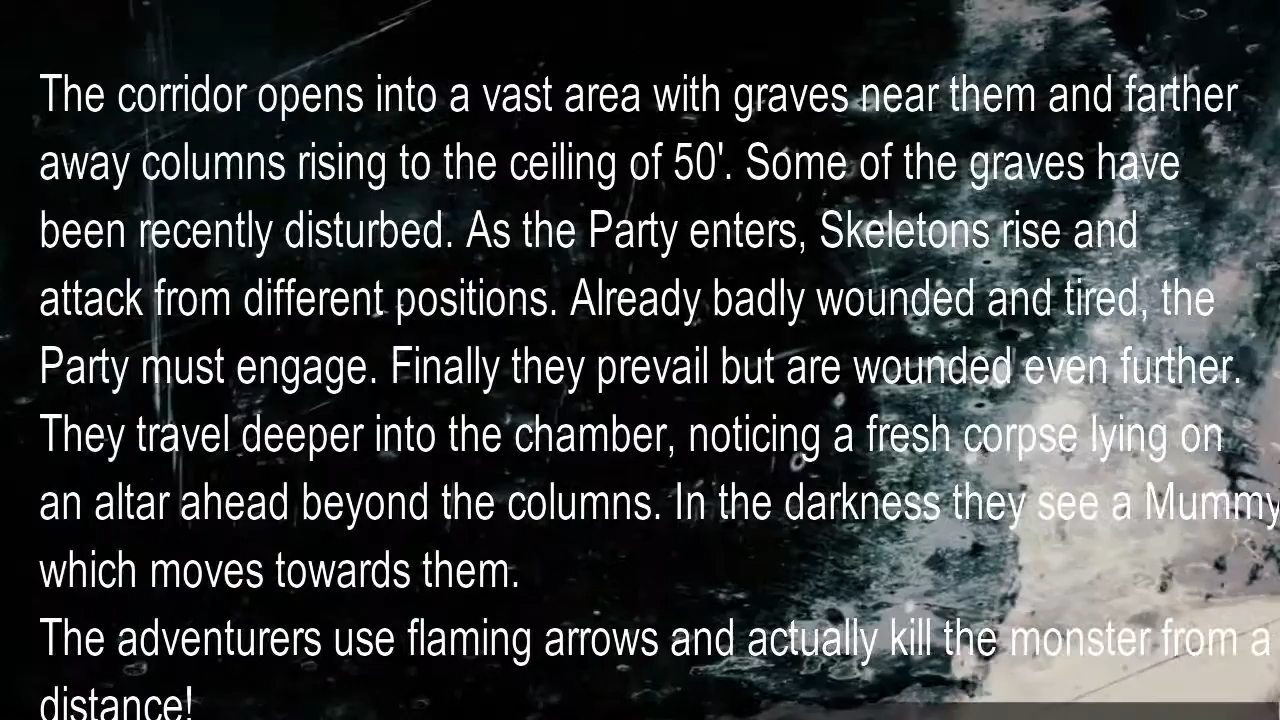 The corridor opens into a vast area with graves near them and farther
away columns rising to the ceiling of 50'. Some of the graves have
been recently disturbed. As the Party enters, Skeletons rise and
attack from different positions. Already badly wounded and tired, the
Party must engage. Finally they prevail but are wounded even further.
They travel deeper into the chamber, noticing a fresh corpse lying on
an altar ahead beyond the columns. In the darkness they see a Mummy
which moves towards them.
The adventurers use flaming arrows and actually kill the monster from a
distance!